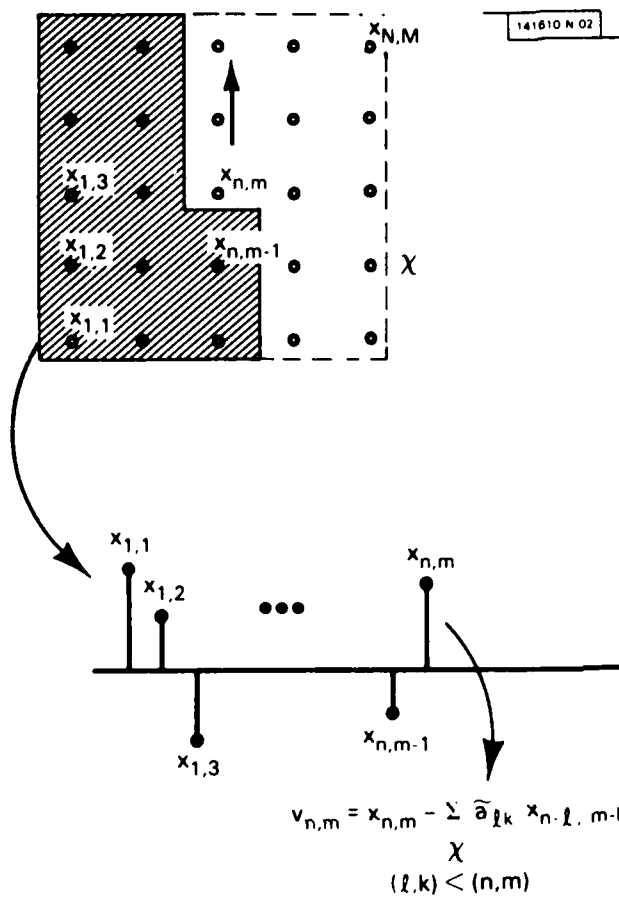 141610 N 02
x_{N,M}
x_{1,3}
x_{n,m}
x_{1,2}
x_{n,m-1}
χ
x_{1,1}
x_{1,1}
x_{n,m}
x_{1,2}
•••
x_{1,3}
x_{n,m-1}
v_{n,m} = x_{n,m} - Σ ã_{ℓk} x_{n-ℓ, m-
χ
(ℓ,k) < (n,m)